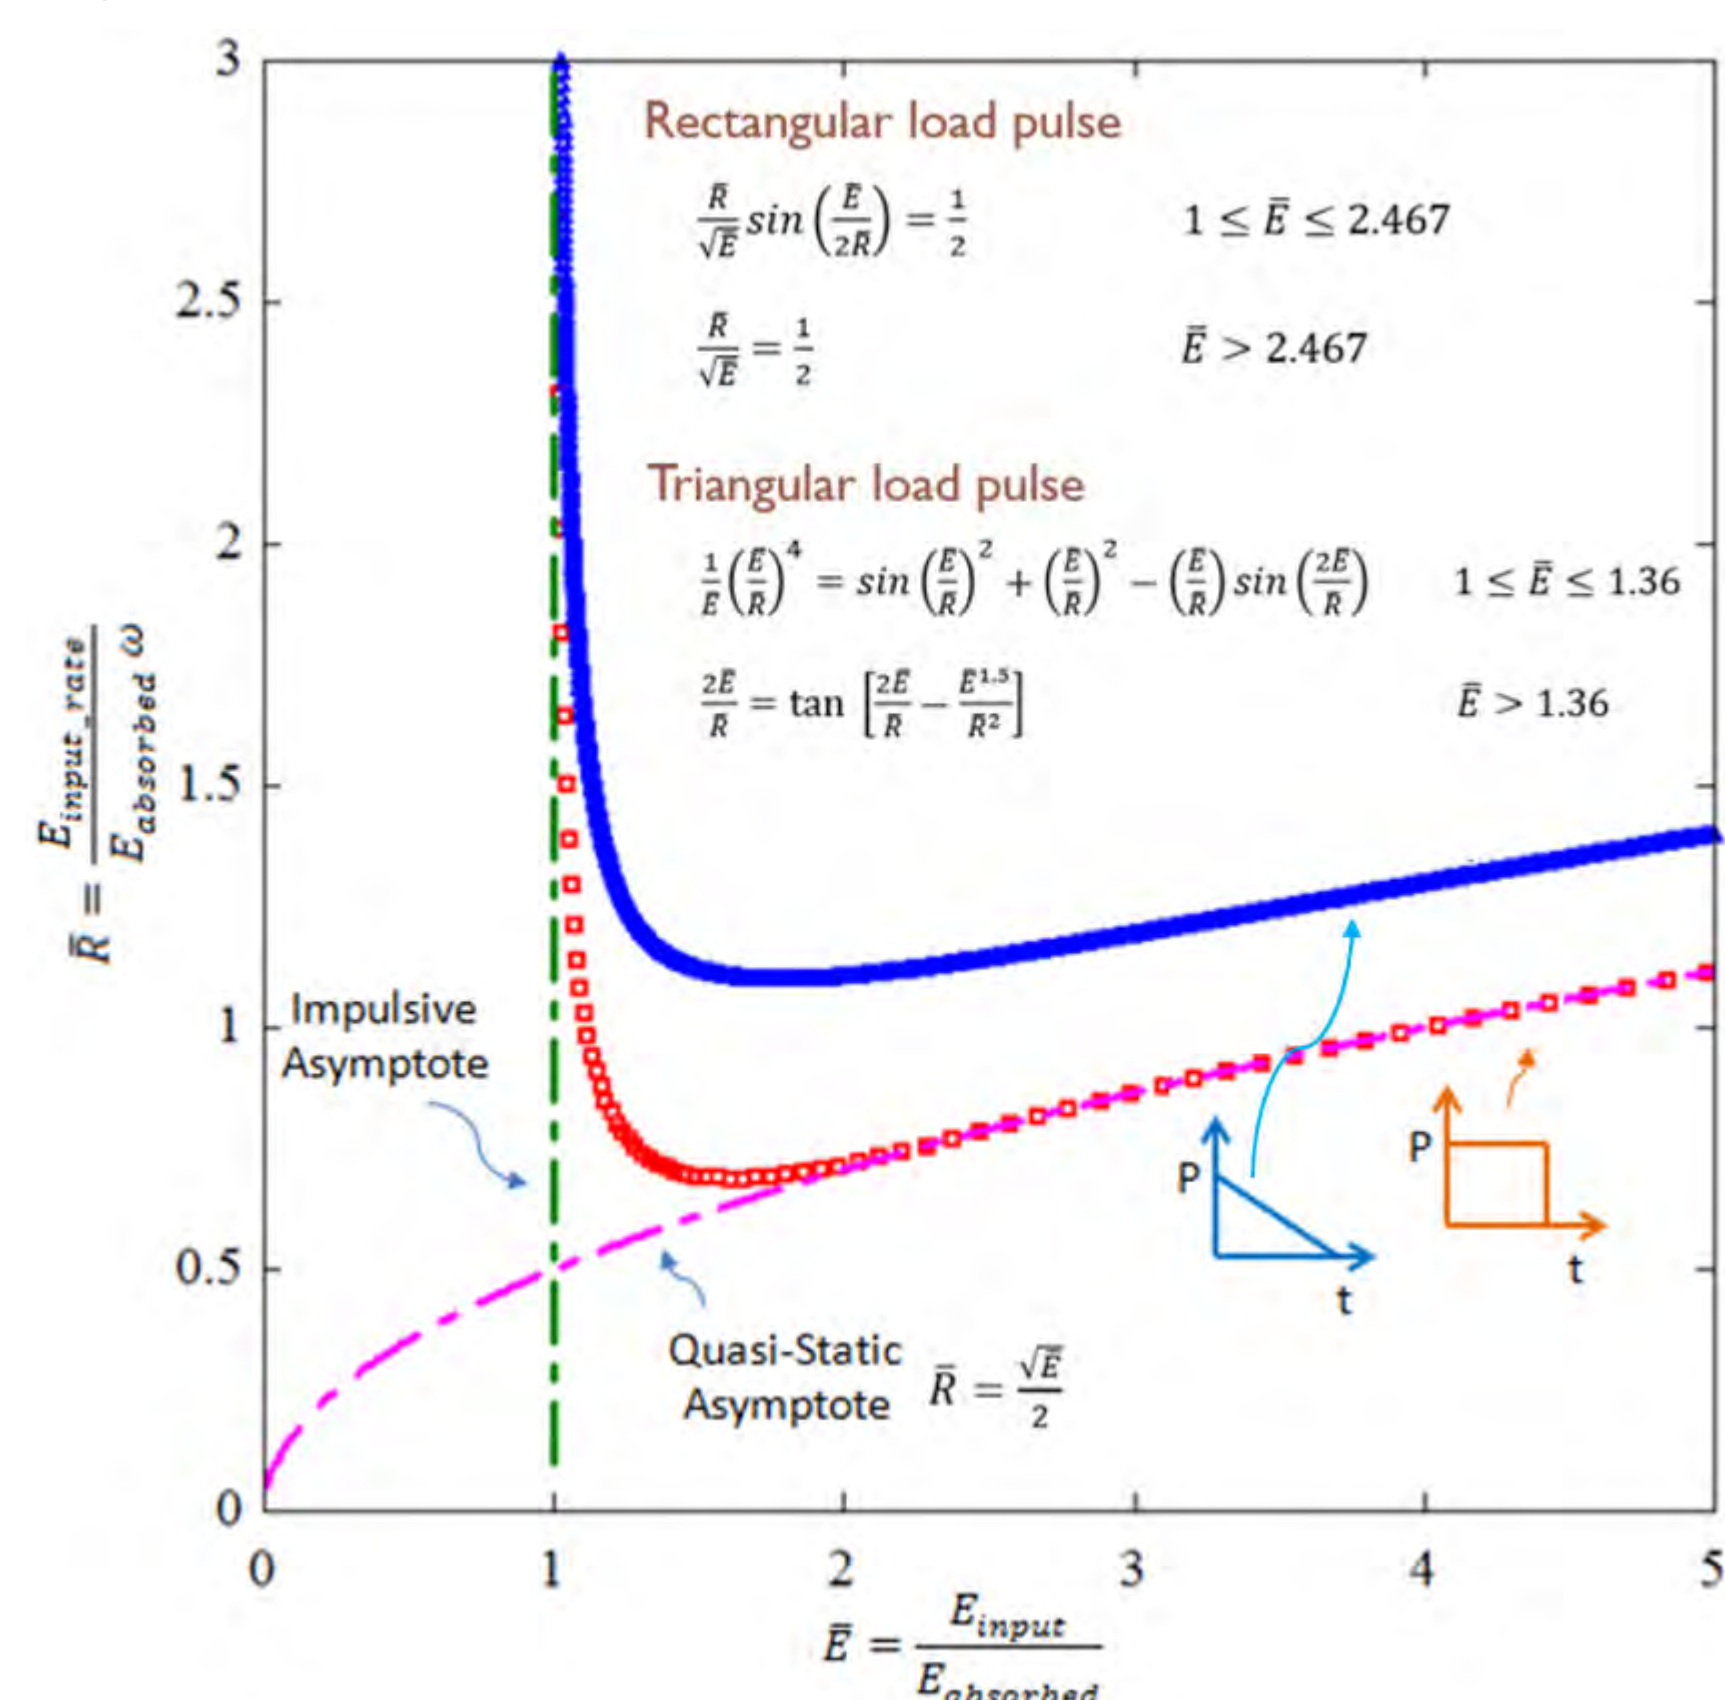 3
2.5
2
1.5
1
0.5
0
0 1 2 3 4 5
R̄ = E_input_rate / E_absorbed ω
Ē = E_input / E_absorbed
Rectangular load pulse
R̄/√Ē sin(Ē/2R̄) = 1/2    1 ≤ Ē ≤ 2.467
R̄/√Ē = 1/2    Ē > 2.467
Triangular load pulse
1/Ē (Ē/R̄)^4 = sin(Ē/R̄)^2 + (Ē/R̄)^2 − (Ē/R̄) sin(2Ē/R̄)    1 ≤ Ē ≤ 1.36
2Ē/R̄ = tan [2Ē/R̄ − Ē^1.5/R̄^2]    Ē > 1.36
Impulsive
Asymptote
Quasi-Static
Asymptote
R̄ = √Ē/2
P
t
P
t